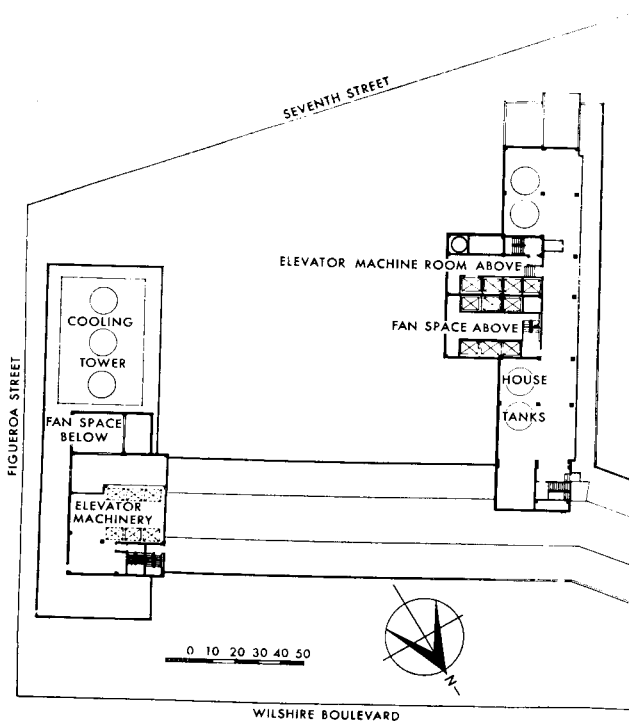 SEVENTH STREET
ELEVATOR MACHINE ROOM ABOVE
FAN SPACE ABOVE
HOUSE
TANKS
COOLING
TOWER
FAN SPACE
BELOW
ELEVATOR
MACHINERY
FIGUEROA STREET
0 10 20 30 40 50
N
WILSHIRE BOULEVARD